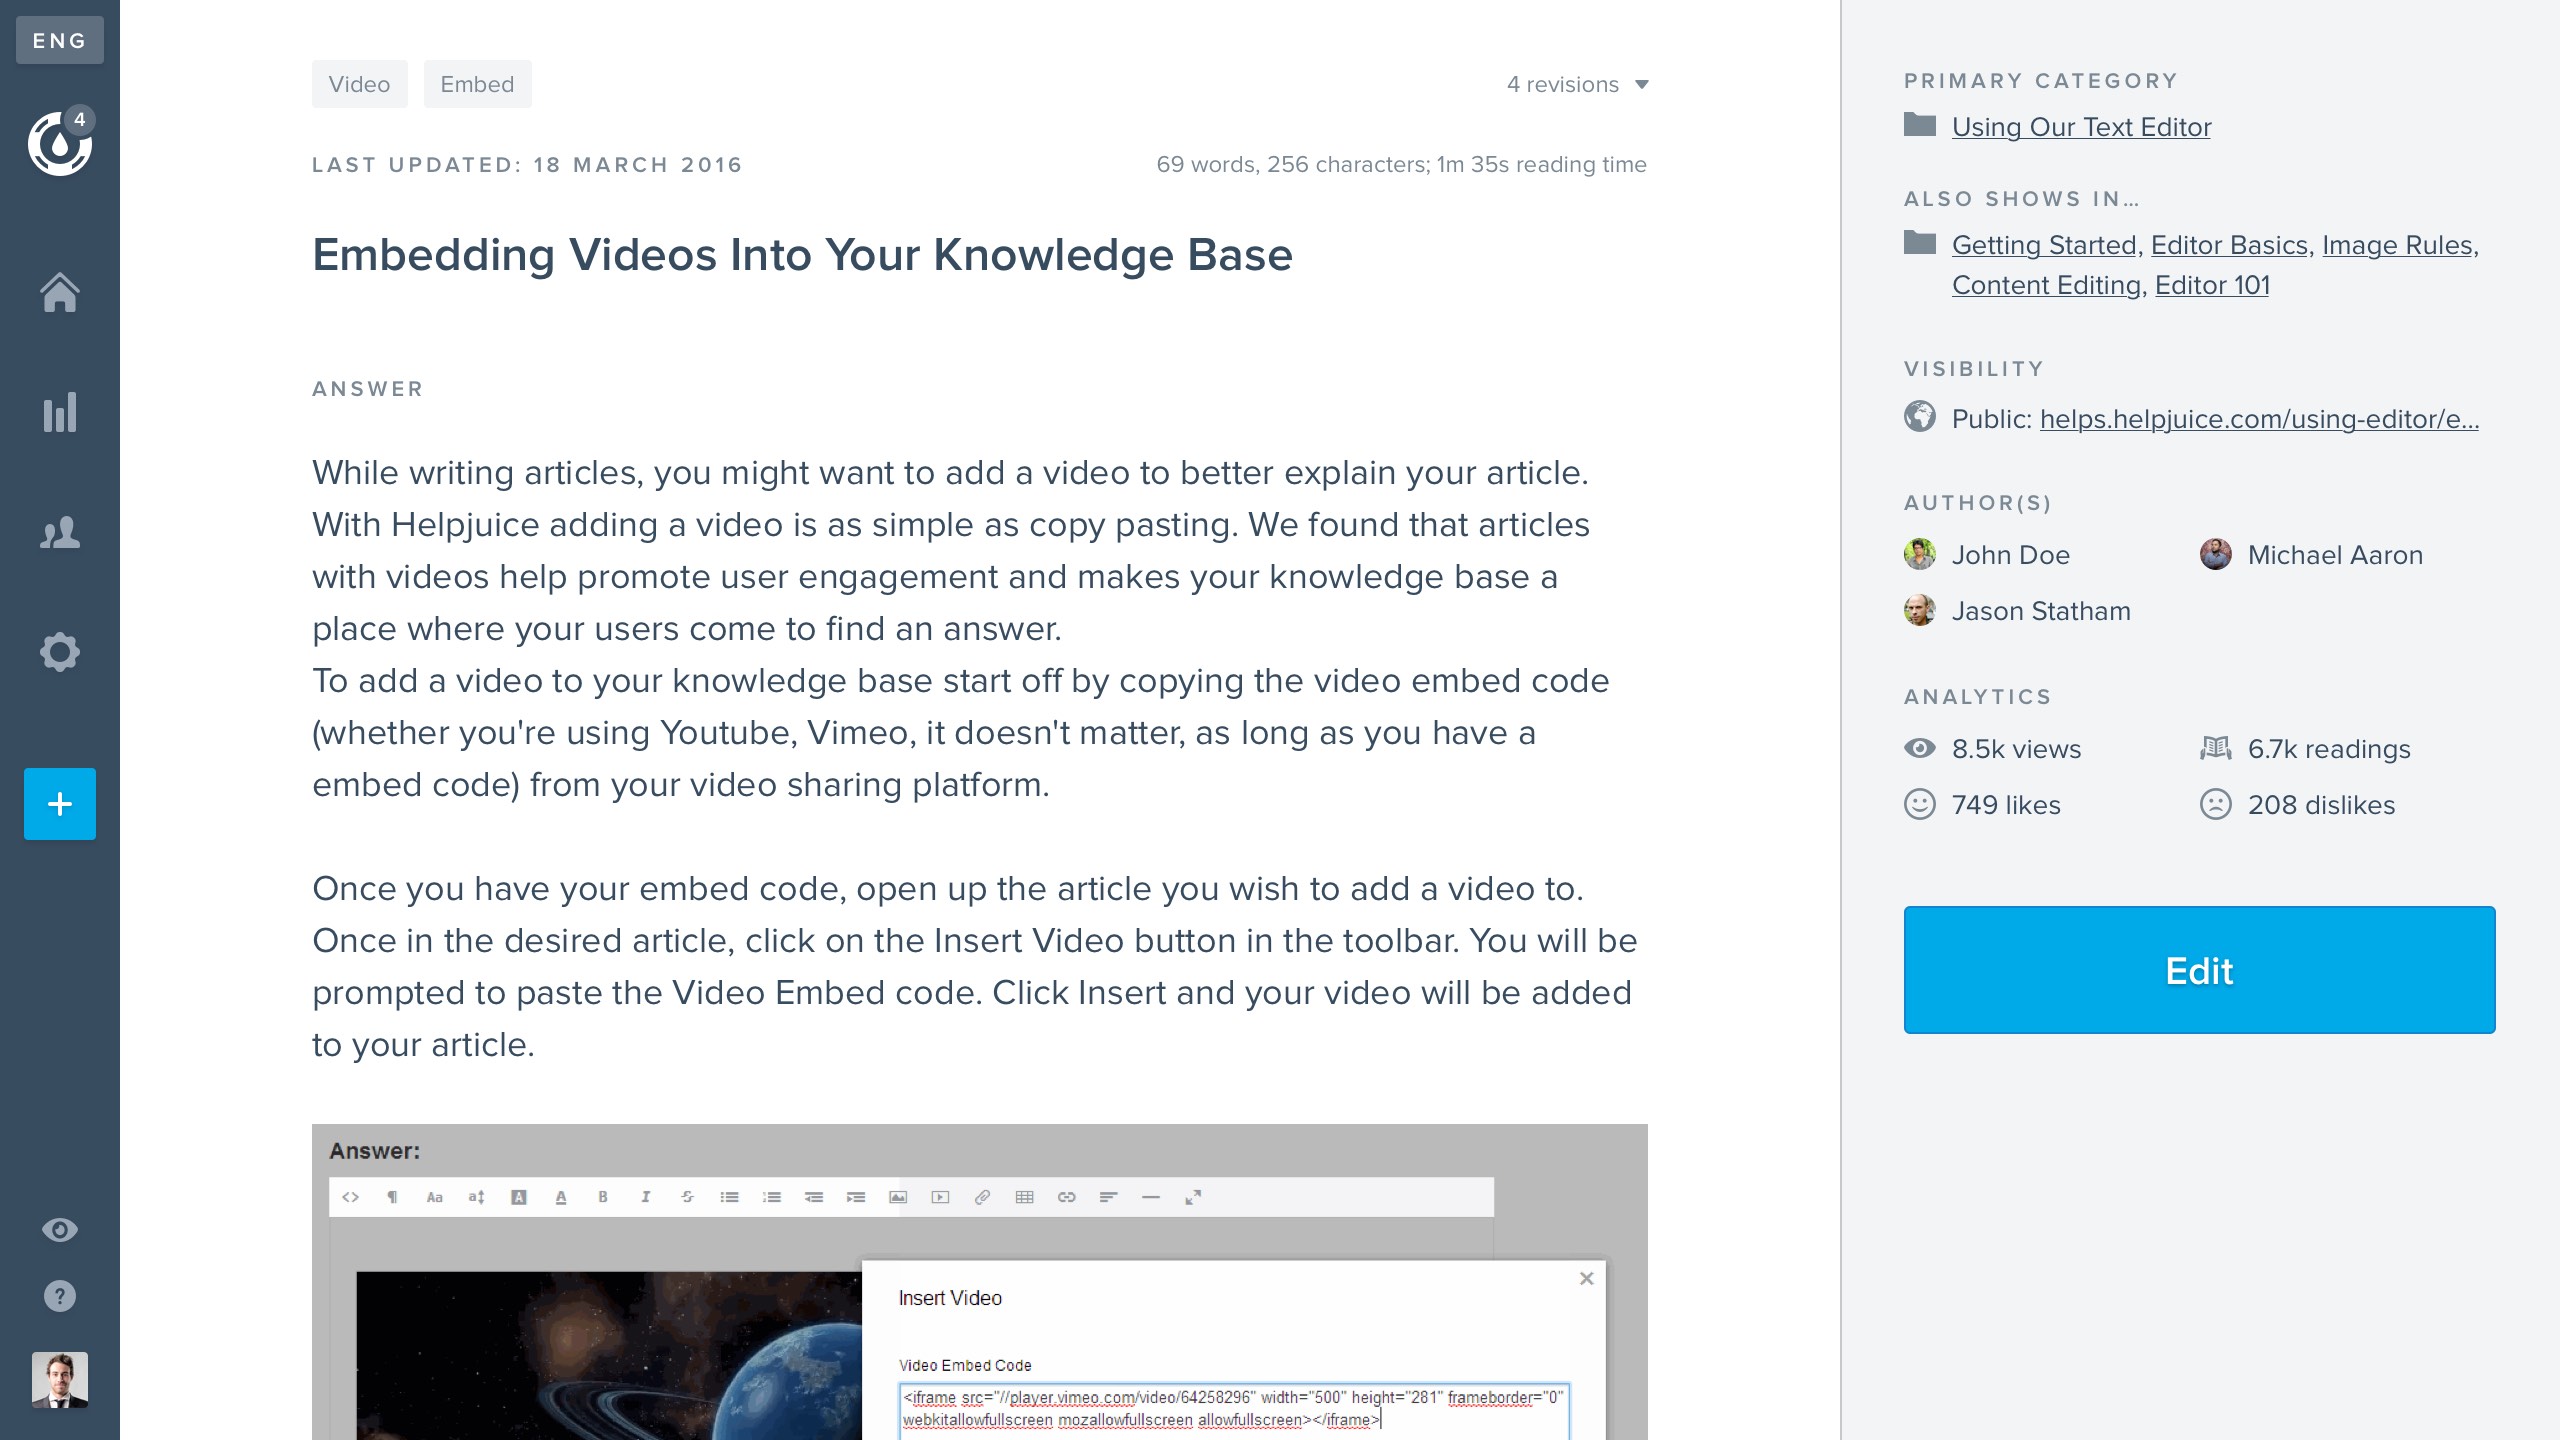 ENG
4
Video Embed
4 revisions
LAST UPDATED: 18 MARCH 2016
69 words, 256 characters; 1m 35s reading time
Embedding Videos Into Your Knowledge Base
ANSWER
While writing articles, you might want to add a video to better explain your article.
With Helpjuice adding a video is as simple as copy pasting. We found that articles
with videos help promote user engagement and makes your knowledge base a
place where your users come to find an answer.
To add a video to your knowledge base start off by copying the video embed code
(whether you're using Youtube, Vimeo, it doesn't matter, as long as you have a
embed code) from your video sharing platform.
Once you have your embed code, open up the article you wish to add a video to.
Once in the desired article, click on the Insert Video button in the toolbar. You will be
prompted to paste the Video Embed code. Click Insert and your video will be added
to your article.
Answer:
<> ¶ Aa a A A B I S
Insert Video
Video Embed Code
<iframe src="//player.vimeo.com/video/64258296" width="500" height="281" frameborder="0"
webkitallowfullscreen mozallowfullscreen allowfullscreen></iframe>
PRIMARY CATEGORY
Using Our Text Editor
ALSO SHOWS IN…
Getting Started, Editor Basics, Image Rules,
Content Editing, Editor 101
VISIBILITY
Public: helps.helpjuice.com/using-editor/e...
AUTHOR(S)
John Doe Michael Aaron
Jason Statham
ANALYTICS
8.5k views 6.7k readings
749 likes 208 dislikes
Edit